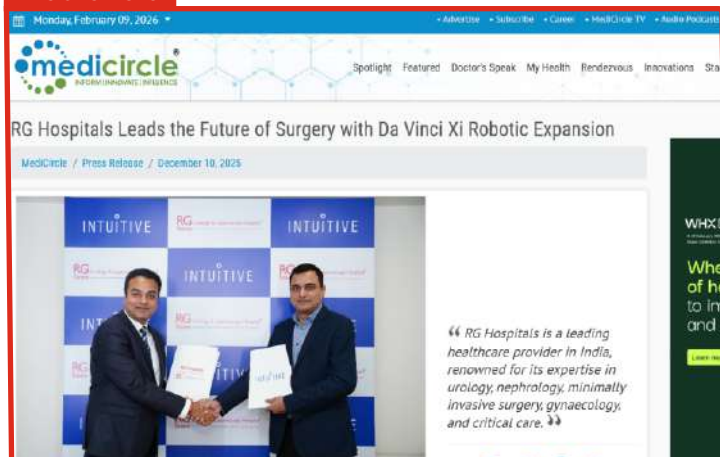 Monday, February 09, 2026
• Advertise • Subscribe • Career • MediCircle TV • Audio Podcasts
medicircle®
INFORM | INNOVATE | INFLUENCE
Spotlight Featured Doctor's Speak My Health Rendezvous Innovations Sta
RG Hospitals Leads the Future of Surgery with Da Vinci Xi Robotic Expansion
MediCircle / Press Release / December 10, 2025
INTUITIVE RG INTUITIVE
RG INTUITIVE RG
INT
INTUITIVE
“ RG Hospitals is a leading
healthcare provider in India,
renowned for its expertise in
urology, nephrology, minimally
invasive surgery, gynaecology,
and critical care. ”
WHX
Whe
of h
to in
and